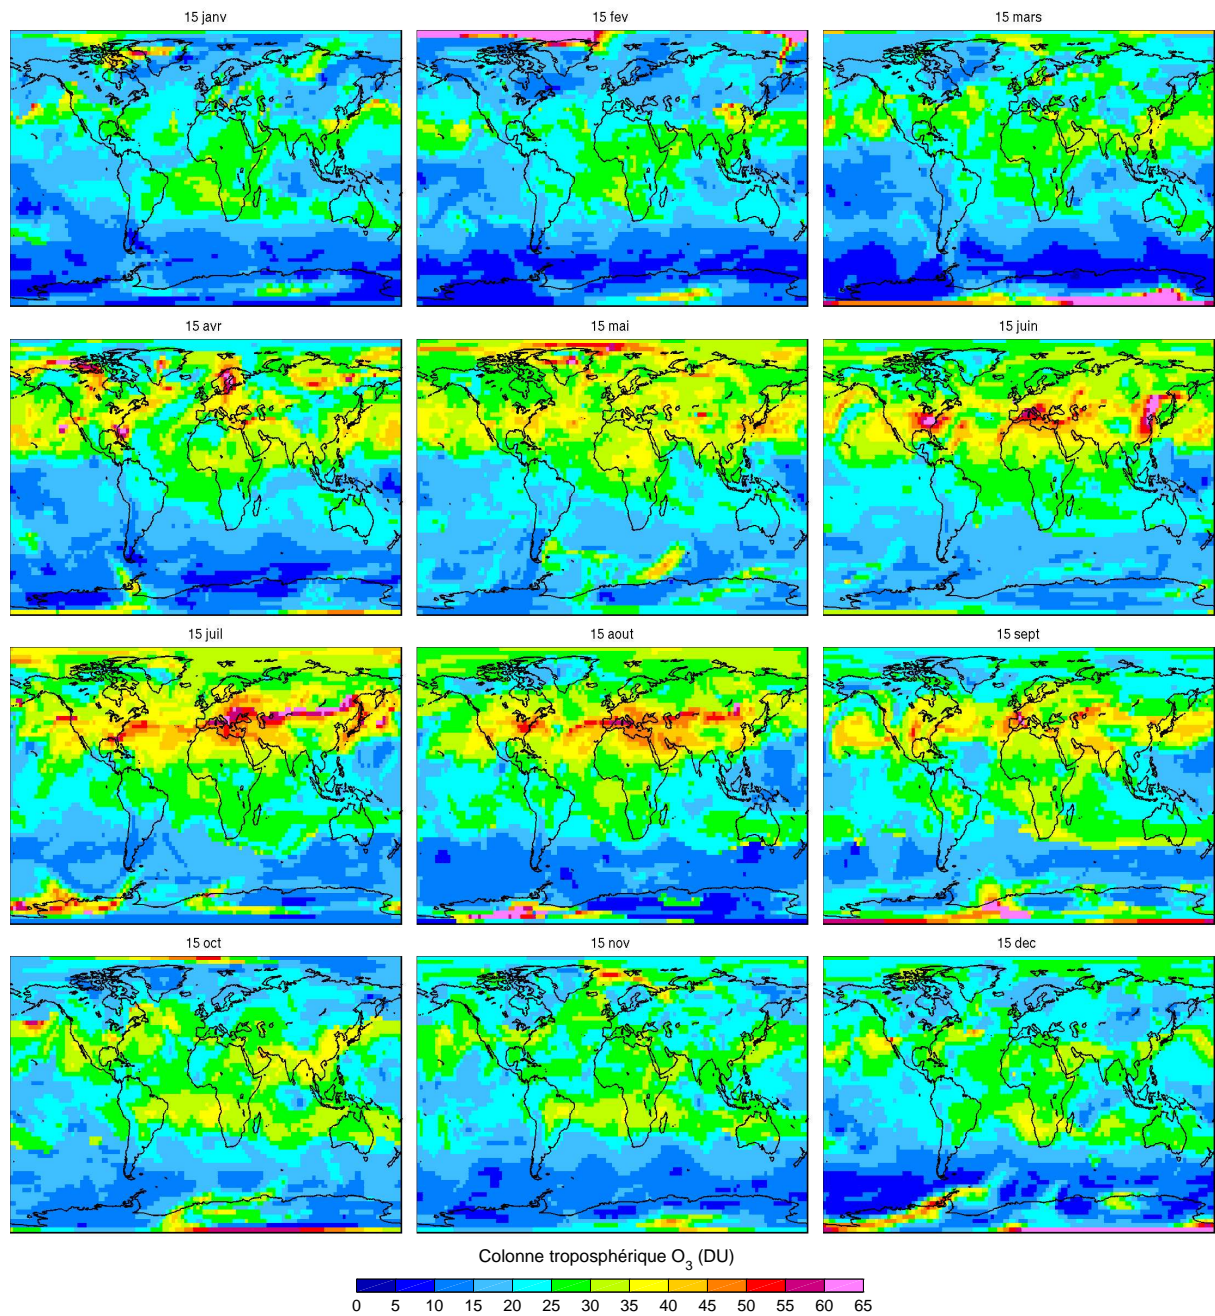 15 janv
15 fev
15 mars
15 avr
15 mai
15 juin
15 juil
15 aout
15 sept
15 oct
15 nov
15 dec
Colonne troposphérique O3 (DU)
0 5 10 15 20 25 30 35 40 45 50 55 60 65